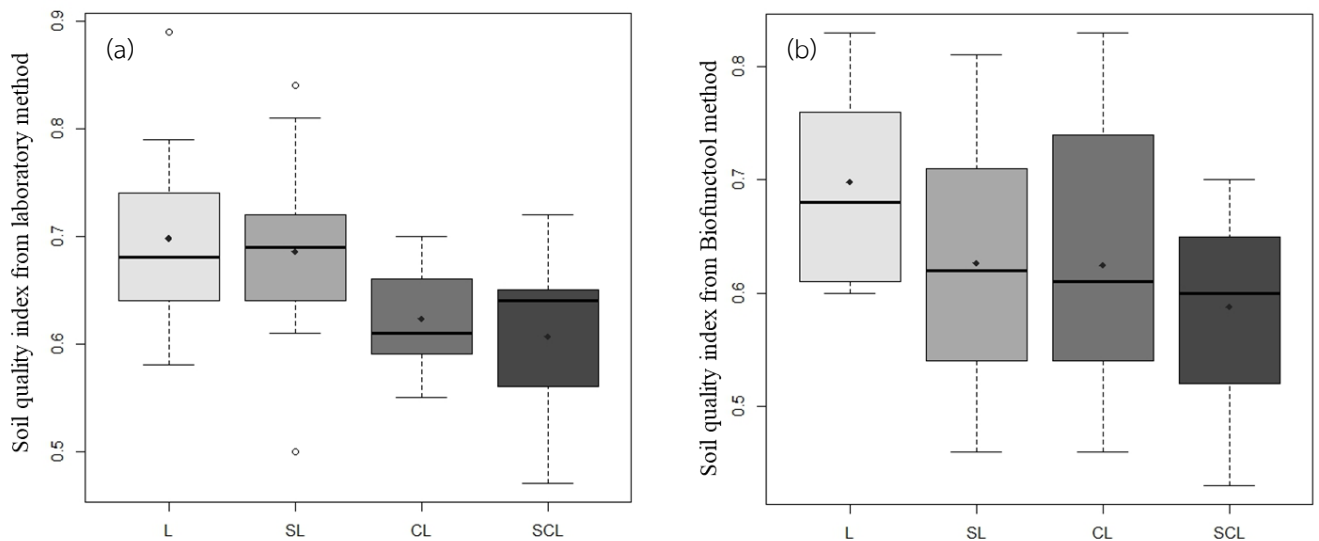 (a)
Soil quality index from laboratory method
0.9
0.8
0.7
0.6
0.5
L SL CL SCL
(b)
Soil quality index from Biofunctool method
0.8
0.7
0.6
0.5
L SL CL SCL